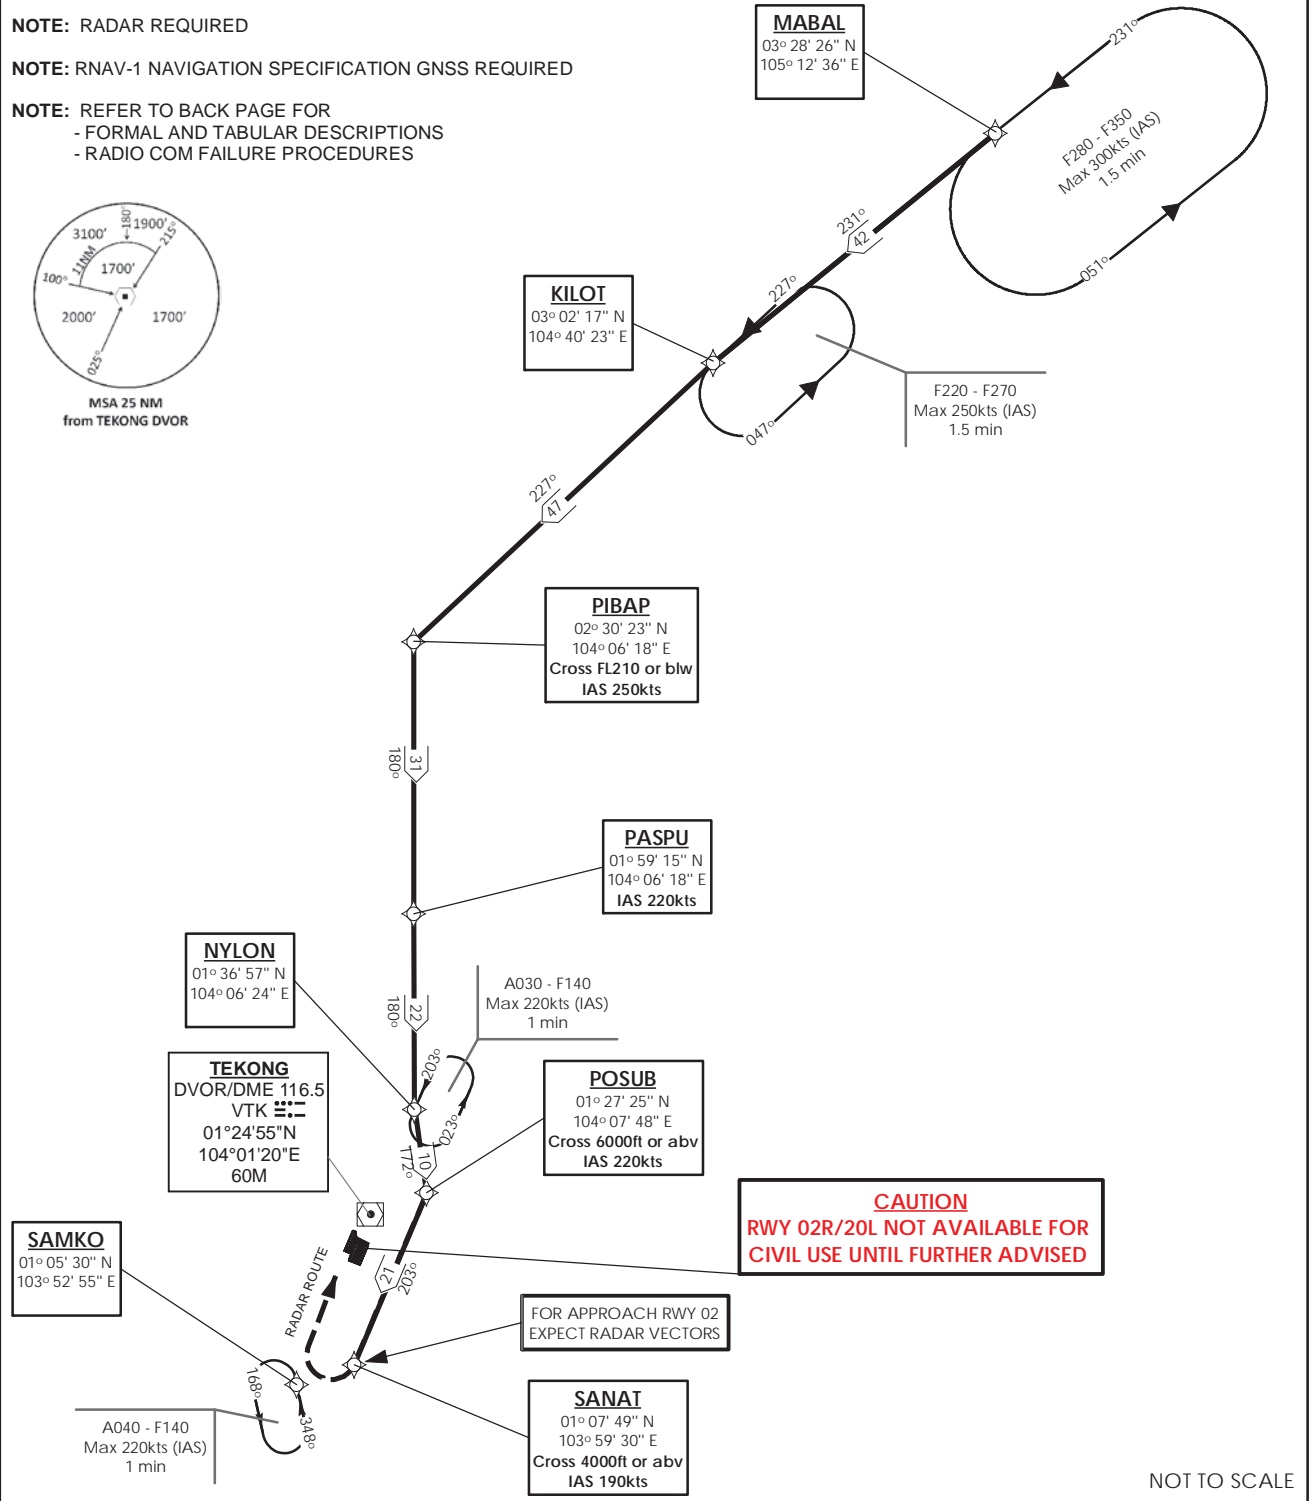 NOTE: RADAR REQUIRED
NOTE: RNAV-1 NAVIGATION SPECIFICATION GNSS REQUIRED
NOTE: REFER TO BACK PAGE FOR
- FORMAL AND TABULAR DESCRIPTIONS
- RADIO COM FAILURE PROCEDURES
3100'
180°
1900'
215°
11NM
1700'
100°
2000'
1700'
025°
MSA 25 NM
from TEKONG DVOR
MABAL
03° 28' 26" N
105° 12' 36" E
231°
F280 - F350
Max 300kts (IAS)
1.5 min
051°
231°
42
KILOT
03° 02' 17" N
104° 40' 23" E
227°
047°
F220 - F270
Max 250kts (IAS)
1.5 min
227°
47
PIBAP
02° 30' 23" N
104° 06' 18" E
Cross FL210 or blw
IAS 250kts
31
180°
PASPU
01° 59' 15" N
104° 06' 18" E
IAS 220kts
NYLON
01° 36' 57" N
104° 06' 24" E
22
180°
A030 - F140
Max 220kts (IAS)
1 min
203°
023°
TEKONG
DVOR/DME 116.5
VTK
01°24'55"N
104°01'20"E
60M
10
172°
POSUB
01° 27' 25" N
104° 07' 48" E
Cross 6000ft or abv
IAS 220kts
CAUTION
RWY 02R/20L NOT AVAILABLE FOR
CIVIL USE UNTIL FURTHER ADVISED
SAMKO
01° 05' 30" N
103° 52' 55" E
RADAR ROUTE
21
203°
FOR APPROACH RWY 02
EXPECT RADAR VECTORS
168°
348°
A040 - F140
Max 220kts (IAS)
1 min
SANAT
01° 07' 49" N
103° 59' 30" E
Cross 4000ft or abv
IAS 190kts
NOT TO SCALE